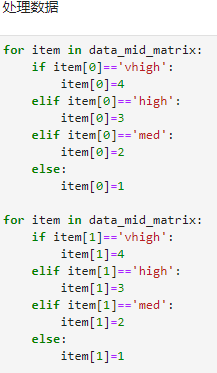 处理数据
for item in data_mid_matrix:
    if item[0]=='vhigh':
        item[0]=4
    elif item[0]=='high':
        item[0]=3
    elif item[0]=='med':
        item[0]=2
    else:
        item[0]=1
for item in data_mid_matrix:
    if item[1]=='vhigh':
        item[1]=4
    elif item[1]=='high':
        item[1]=3
    elif item[1]=='med':
        item[1]=2
    else:
        item[1]=1